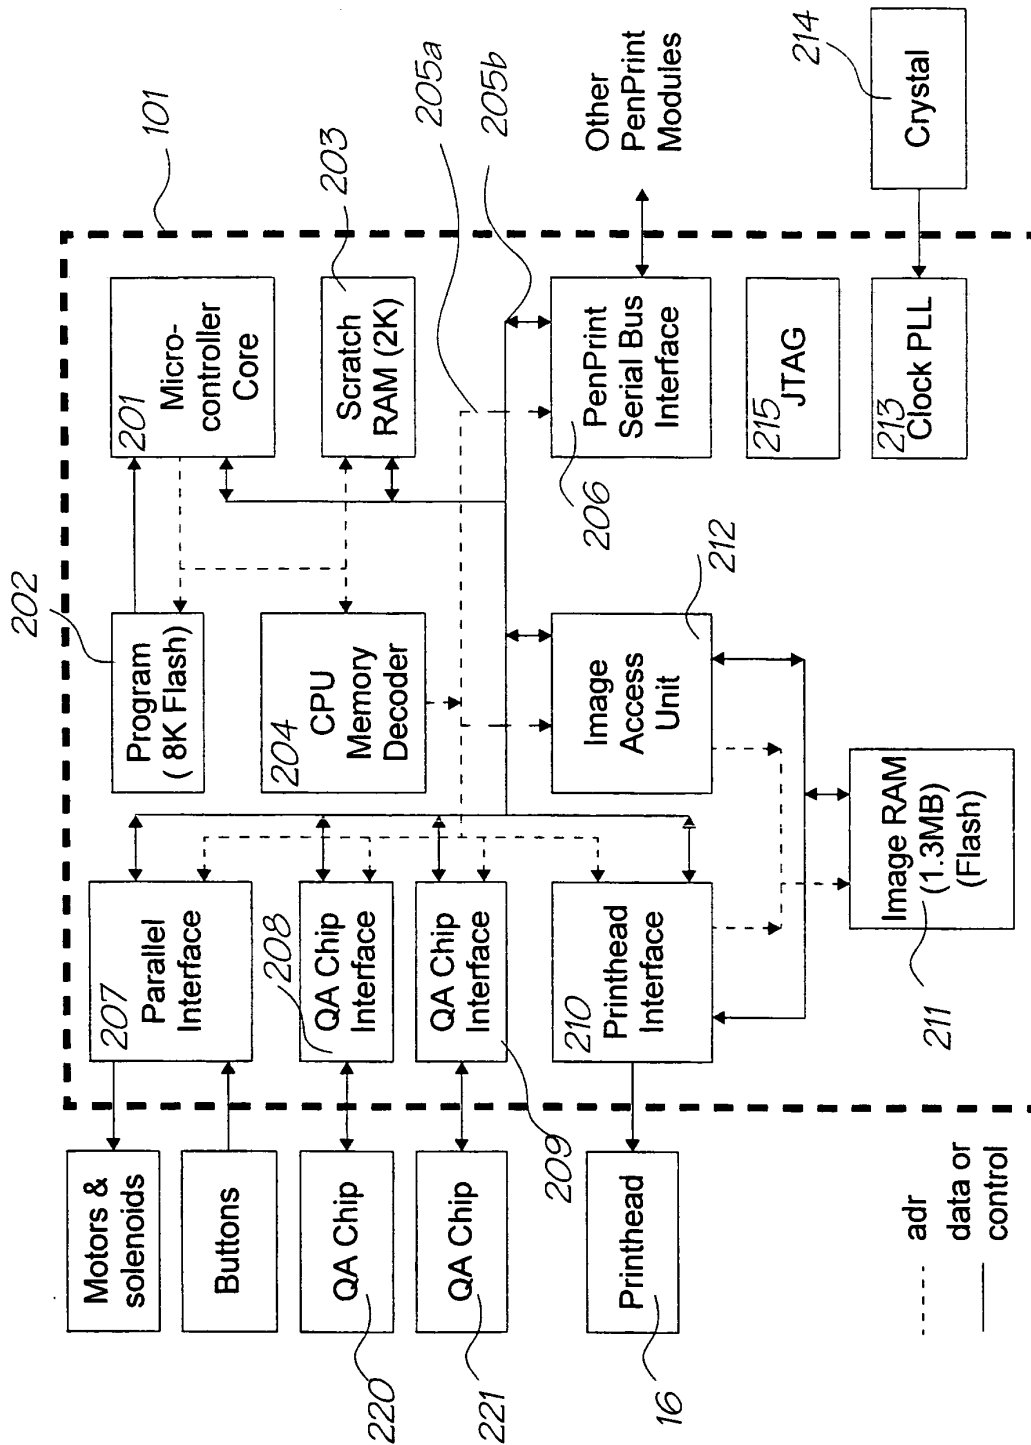 101
202
201
Micro-
controller
Core
Program
( 8K Flash)
203
Scratch
RAM (2K)
204
CPU
Memory
Decoder
205a
205b
Other
PenPrint
Modules
206
PenPrint
Serial Bus
Interface
207
Parallel
Interface
208
QA Chip
Interface
QA Chip
Interface
209
210
Printhead
Interface
212
Image
Access
Unit
215
JTAG
213
Clock PLL
214
Crystal
Image RAM
(1.3MB)
(Flash)
211
Motors &
solenoids
Buttons
QA Chip
220
QA Chip
221
Printhead
16
adr
data or
control